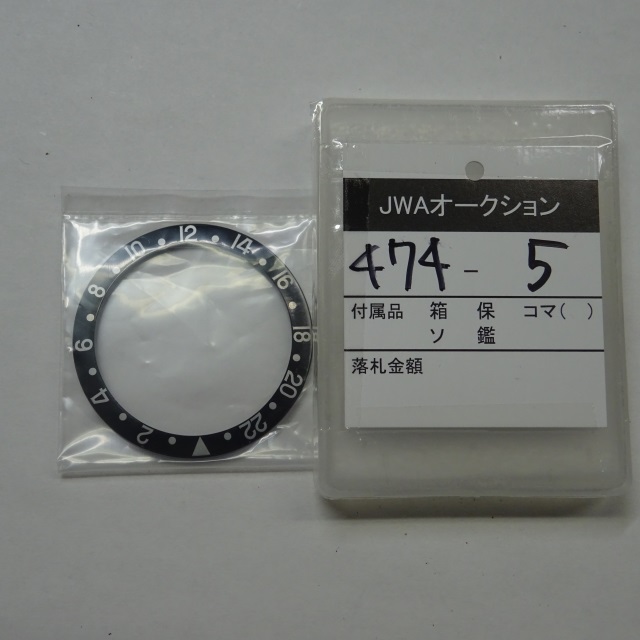 2 4 6 8 10 12 14 16 18 20 22
JWAオークション
474 - 5
付属品 箱 保 コマ( )
ソ 鑑
落札金額